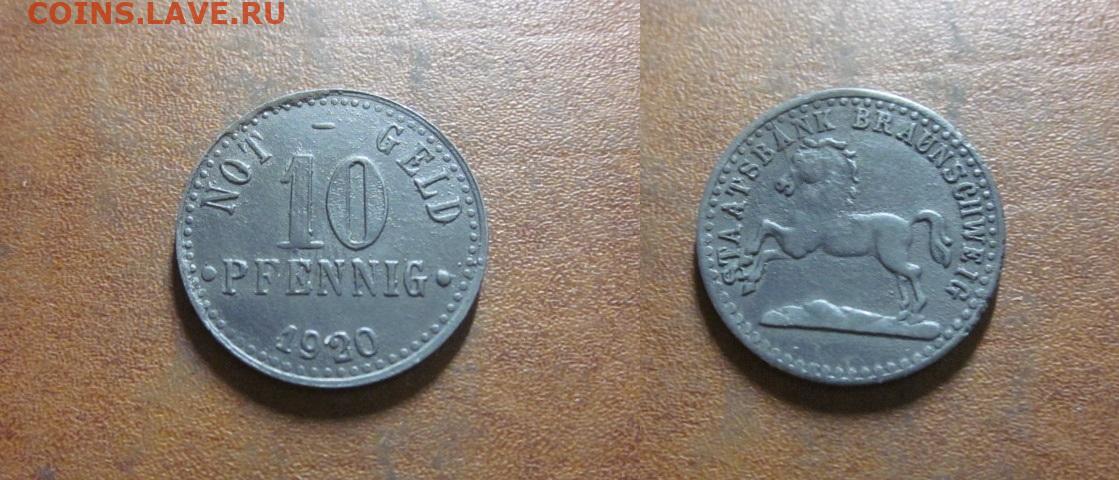 COINS.LAVE.RU
NOT - GELD
10
• PFENNIG •
1920
STAATSBANK BRAUNSCHWEIG